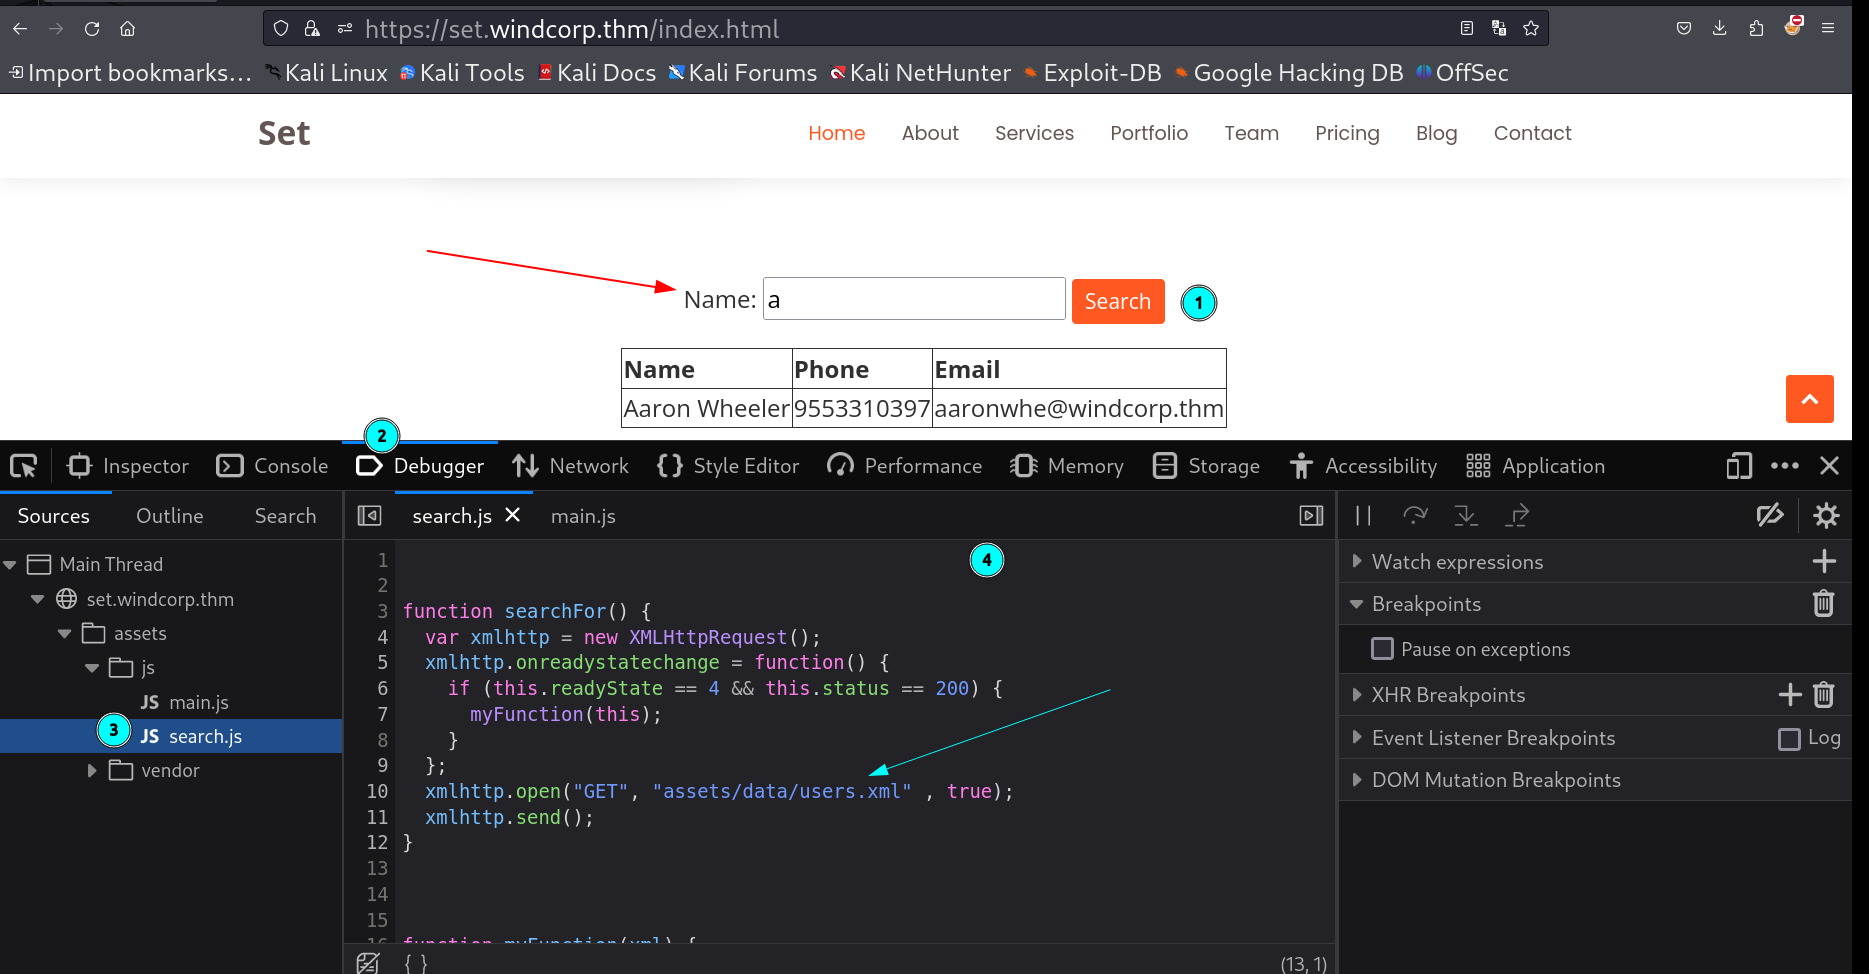 https://set.windcorp.thm/index.html
Import bookmarks... Kali Linux Kali Tools Kali Docs Kali Forums Kali NetHunter Exploit-DB Google Hacking DB OffSec
Set Home About Services Portfolio Team Pricing Blog Contact
Name: a Search 1
Name Phone Email
Aaron Wheeler 9553310397 aaronwhe@windcorp.thm
2
Inspector Console Debugger Network Style Editor Performance Memory Storage Accessibility Application
Sources Outline Search search.js main.js
Main Thread
set.windcorp.thm
assets
js
JS main.js
3 JS search.js
vendor
4
1
2
3 function searchFor() {
4 var xmlhttp = new XMLHttpRequest();
5 xmlhttp.onreadystatechange = function() {
6 if (this.readyState == 4 && this.status == 200) {
7 myFunction(this);
8 }
9 };
10 xmlhttp.open("GET", "assets/data/users.xml" , true);
11 xmlhttp.send();
12 }
13
14
15
16 function myFunction(xml) {
{ } (13, 1)
Watch expressions
Breakpoints
Pause on exceptions
XHR Breakpoints
Event Listener Breakpoints Log
DOM Mutation Breakpoints